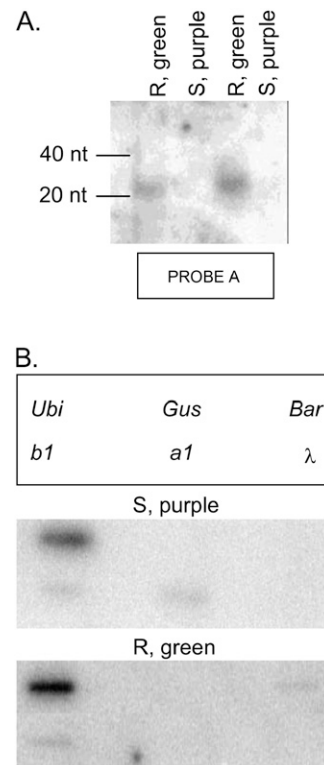 A.
R, green
S, purple
R, green
S, purple
40 nt
20 nt
PROBE A
B.
Ubi Gus Bar
b1 a1 λ
S, purple
R, green